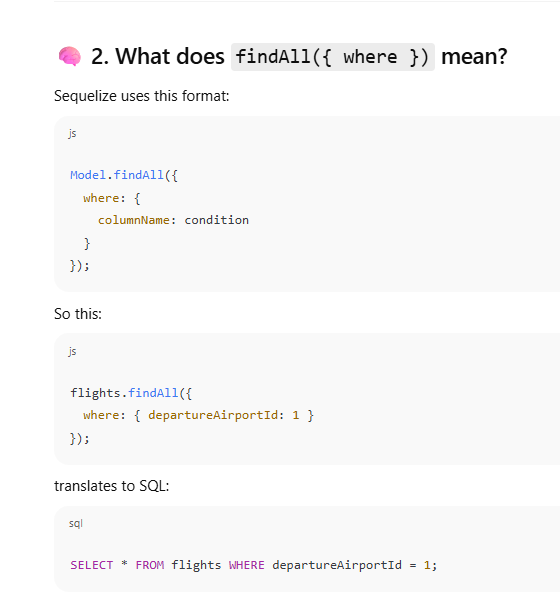 🧠 2. What does findAll({ where }) mean?
Sequelize uses this format:
js
Model.findAll({
  where: {
    columnName: condition
  }
});
So this:
js
flights.findAll({
  where: { departureAirportId: 1 }
});
translates to SQL:
sql
SELECT * FROM flights WHERE departureAirportId = 1;